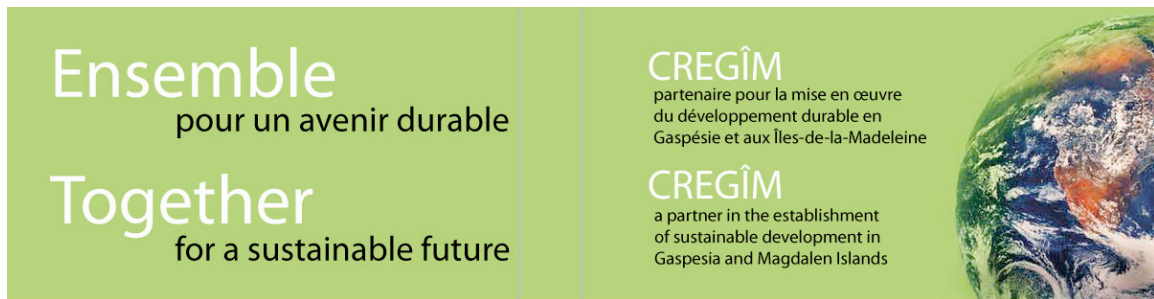 Ensemble
pour un avenir durable
Together
for a sustainable future
CREGÎM
partenaire pour la mise en œuvre
du développement durable en
Gaspésie et aux Îles-de-la-Madeleine
CREGÎM
a partner in the establishment
of sustainable development in
Gaspesia and Magdalen Islands